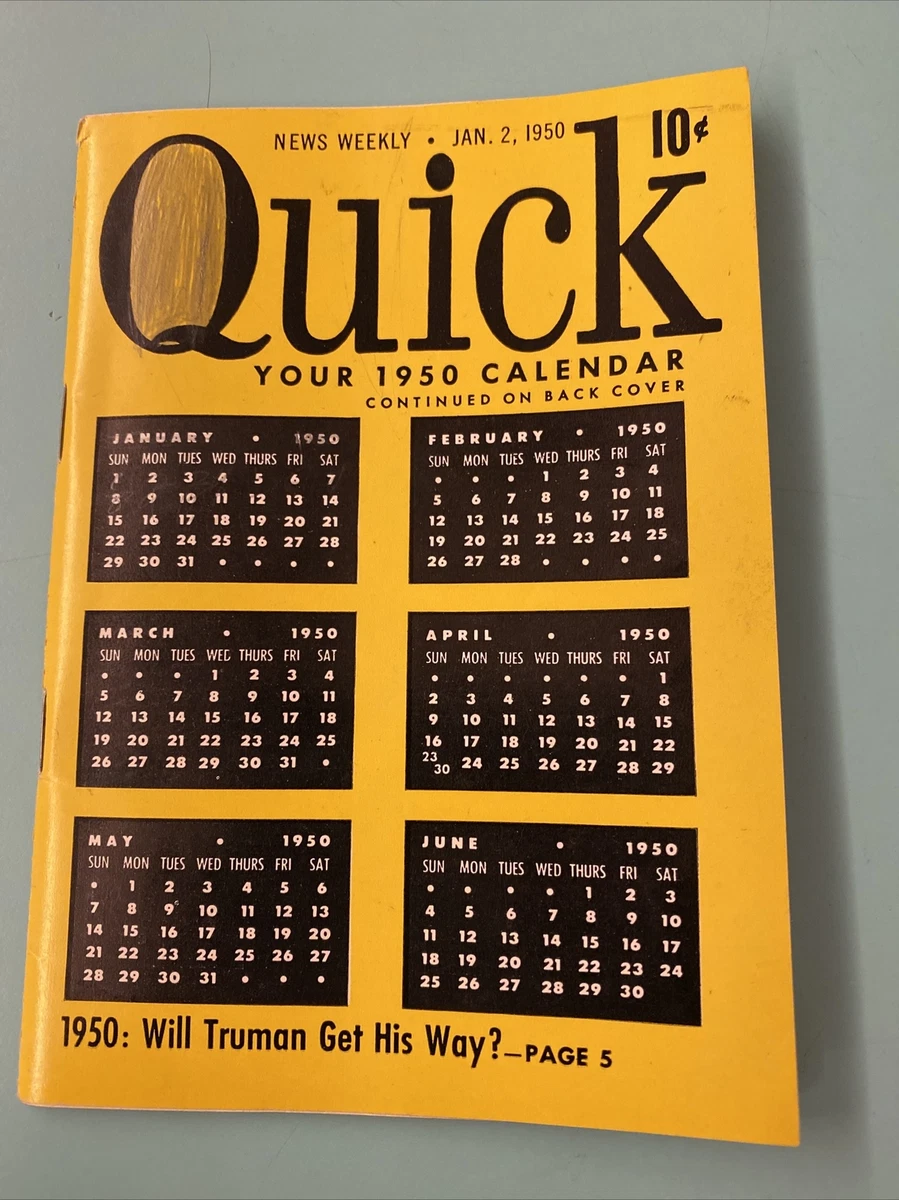 NEWS WEEKLY • JAN. 2, 1950
10¢
Quick
YOUR 1950 CALENDAR
CONTINUED ON BACK COVER
JANUARY • 1950
SUN MON TUES WED THURS FRI SAT
1 2 3 4 5 6 7
8 9 10 11 12 13 14
15 16 17 18 19 20 21
22 23 24 25 26 27 28
29 30 31 • • • •
FEBRUARY • 1950
SUN MON TUES WED THURS FRI SAT
• • • 1 2 3 4
5 6 7 8 9 10 11
12 13 14 15 16 17 18
19 20 21 22 23 24 25
26 27 28 • • • •
MARCH • 1950
SUN MON TUES WED THURS FRI SAT
• • • 1 2 3 4
5 6 7 8 9 10 11
12 13 14 15 16 17 18
19 20 21 22 23 24 25
26 27 28 29 30 31 •
APRIL • 1950
SUN MON TUES WED THURS FRI SAT
• • • • • • 1
2 3 4 5 6 7 8
9 10 11 12 13 14 15
16 17 18 19 20 21 22
23 30 24 25 26 27 28 29
MAY • 1950
SUN MON TUES WED THURS FRI SAT
• 1 2 3 4 5 6
7 8 9 10 11 12 13
14 15 16 17 18 19 20
21 22 23 24 25 26 27
28 29 30 31 • • •
JUNE • 1950
SUN MON TUES WED THURS FRI SAT
• • • • 1 2 3
4 5 6 7 8 9 10
11 12 13 14 15 16 17
18 19 20 21 22 23 24
25 26 27 28 29 30
1950: Will Truman Get His Way?—PAGE 5